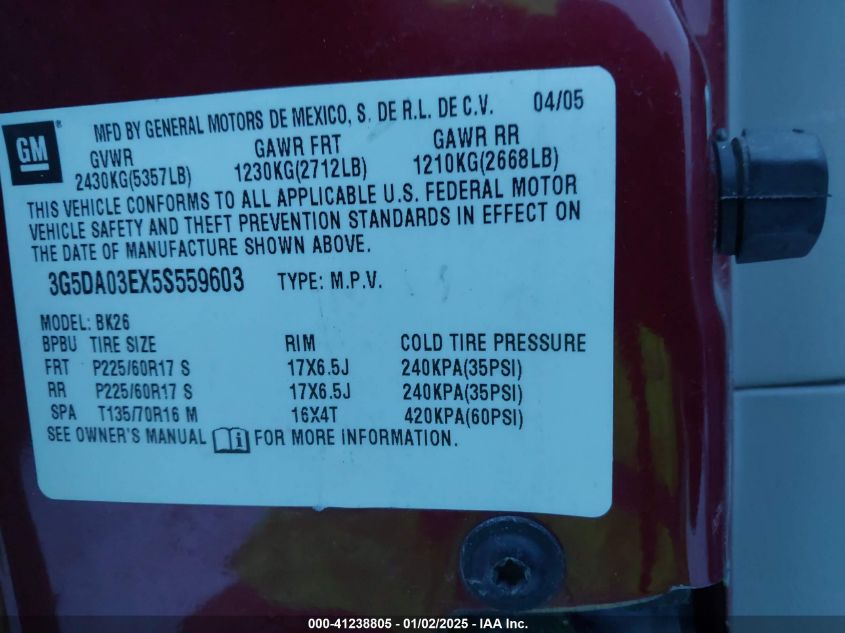 GM ®
MFD BY GENERAL MOTORS DE MEXICO, S. DE R.L. DE C.V. 04/05
GVWR GAWR FRT GAWR RR
2430KG(5357LB) 1230KG(2712LB) 1210KG(2668LB)
THIS VEHICLE CONFORMS TO ALL APPLICABLE U.S. FEDERAL MOTOR
VEHICLE SAFETY AND THEFT PREVENTION STANDARDS IN EFFECT ON
THE DATE OF MANUFACTURE SHOWN ABOVE.
3G5DA03EX5S559603 TYPE: M.P.V.
MODEL: BK26
BPBU TIRE SIZE RIM COLD TIRE PRESSURE
FRT P225/60R17 S 17X6.5J 240KPA(35PSI)
RR P225/60R17 S 17X6.5J 240KPA(35PSI)
SPA T135/70R16 M 16X4T 420KPA(60PSI)
SEE OWNER'S MANUAL i FOR MORE INFORMATION.
000-41238805 - 01/02/2025 - IAA Inc.